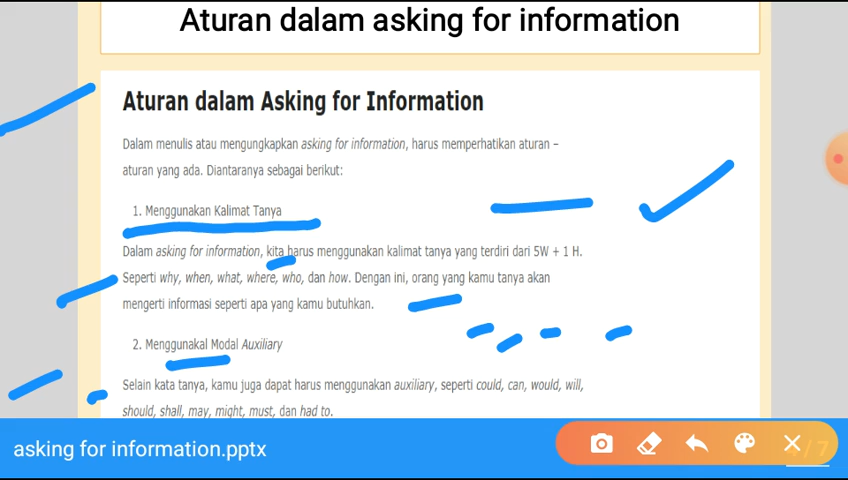 Aturan dalam asking for information
Aturan dalam Asking for Information
Dalam menulis atau mengungkapkan asking for information, harus memperhatikan aturan –
aturan yang ada. Diantaranya sebagai berikut:
1. Menggunakan Kalimat Tanya
Dalam asking for information, kita harus menggunakan kalimat tanya yang terdiri dari 5W + 1 H.
Seperti why, when, what, where, who, dan how. Dengan ini, orang yang kamu tanya akan
mengerti informasi seperti apa yang kamu butuhkan.
2. Menggunakal Modal Auxiliary
Selain kata tanya, kamu juga dapat harus menggunakan auxiliary, seperti could, can, would, will,
should, shall, may, might, must, dan had to.
asking for information.pptx
/ 7